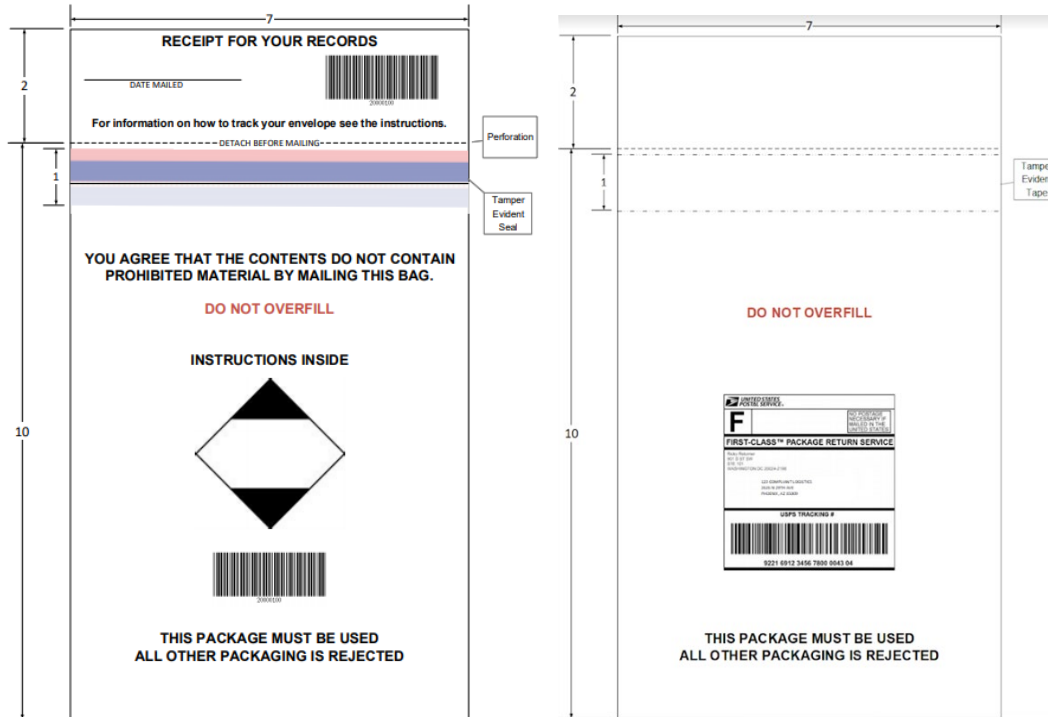 7
RECEIPT FOR YOUR RECORDS
2
DATE MAILED
20000100
For information on how to track your envelope see the instructions.
DETACH BEFORE MAILING
Perforation
1
Tamper
Evident
Seal
YOU AGREE THAT THE CONTENTS DO NOT CONTAIN
PROHIBITED MATERIAL BY MAILING THIS BAG.
DO NOT OVERFILL
INSTRUCTIONS INSIDE
10
20000100
THIS PACKAGE MUST BE USED
ALL OTHER PACKAGING IS REJECTED
7
2
1
Tampe
Eviden
Tape
DO NOT OVERFILL
10
UNITED STATES
POSTAL SERVICE
F
NO POSTAGE
NECESSARY IF
MAILED IN THE
UNITED STATES
FIRST-CLASS™ PACKAGE RETURN SERVICE
PHOENIX, AZ
USPS TRACKING #
9221 6912 3456 7800 0043 04
THIS PACKAGE MUST BE USED
ALL OTHER PACKAGING IS REJECTED